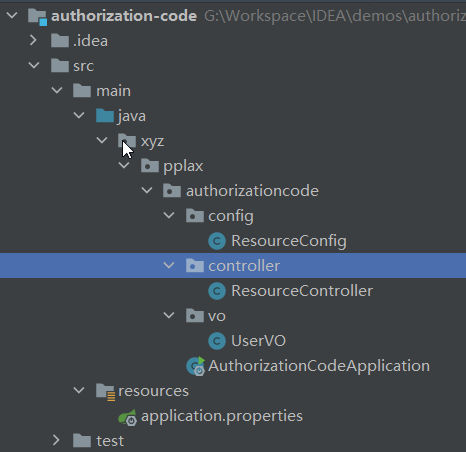 authorization-code G:\Workspace\IDEA\demos\authoriz
.idea
src
main
java
xyz
pplax
authorizationcode
config
ResourceConfig
controller
ResourceController
vo
UserVO
AuthorizationCodeApplication
resources
application.properties
test